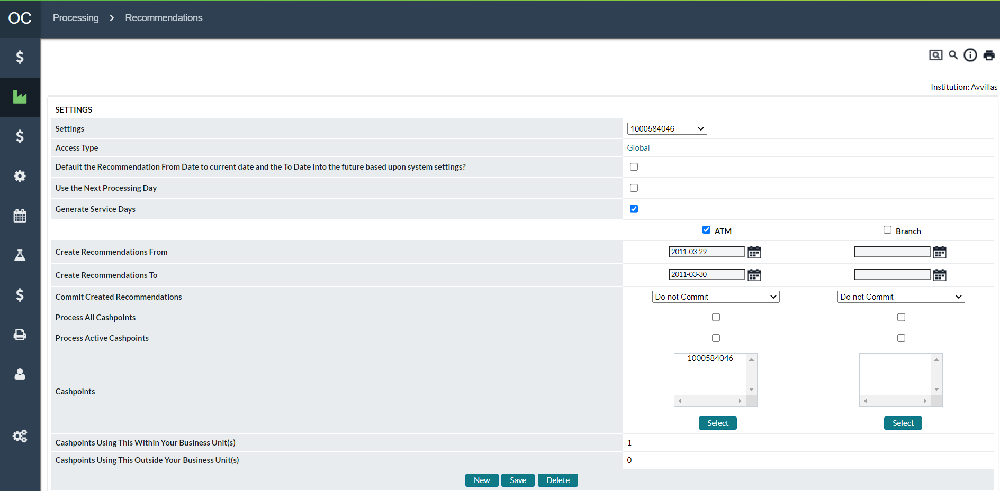 OC Processing Recommendations
Institution: Avvillas
SETTINGS
Settings 1000584046
Access Type Global
Default the Recommendation From Date to current date and the To Date into the future based upon system settings?
Use the Next Processing Day
Generate Service Days
ATM Branch
Create Recommendations From 2011-03-29
Create Recommendations To 2011-03-30
Commit Created Recommendations Do not Commit Do not Commit
Process All Cashpoints
Process Active Cashpoints
1000584046
Cashpoints
Select Select
Cashpoints Using This Within Your Business Unit(s) 1
Cashpoints Using This Outside Your Business Unit(s) 0
New Save Delete